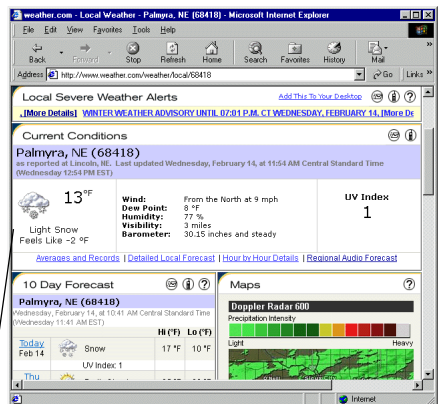 weather.com - Local Weather - Palmyra, NE (68418) - Microsoft Internet Explorer
File Edit View Favorites Tools Help
Back Forward Stop Refresh Home Search Favorites History Mail »
Address http://www.weather.com/weather/local/68418 Go Links »
Local Severe Weather Alerts Add This To Your Desktop
. [More Details] WINTER WEATHER ADVISORY UNTIL 07:01 P.M. CT WEDNESDAY, FEBRUARY 14, [More De
Current Conditions
Palmyra, NE (68418)
as reported at Lincoln, NE. Last updated Wednesday, February 14, at 11:54 AM Central Standard Time
(Wednesday 12:54 PM EST)
13°F
Light Snow
Feels Like -2 °F
Wind: From the North at 9 mph
Dew Point: 8 °F
Humidity: 77 %
Visibility: 3 miles
Barometer: 30.15 inches and steady
UV Index
1
Averages and Records | Detailed Local Forecast | Hour by Hour Details | Regional Audio Forecast
10 Day Forecast
Palmyra, NE (68418)
Wednesday, February 14, at 10:41 AM Central Standard Time
(Wednesday 11:41 AM EST)
Hi (°F) Lo (°F)
Today
Feb 14 Snow 17 °F 10 °F
UV Index: 1
Thu
Maps
Doppler Radar 600
Precipitation Intensity
Light Heavy
Internet